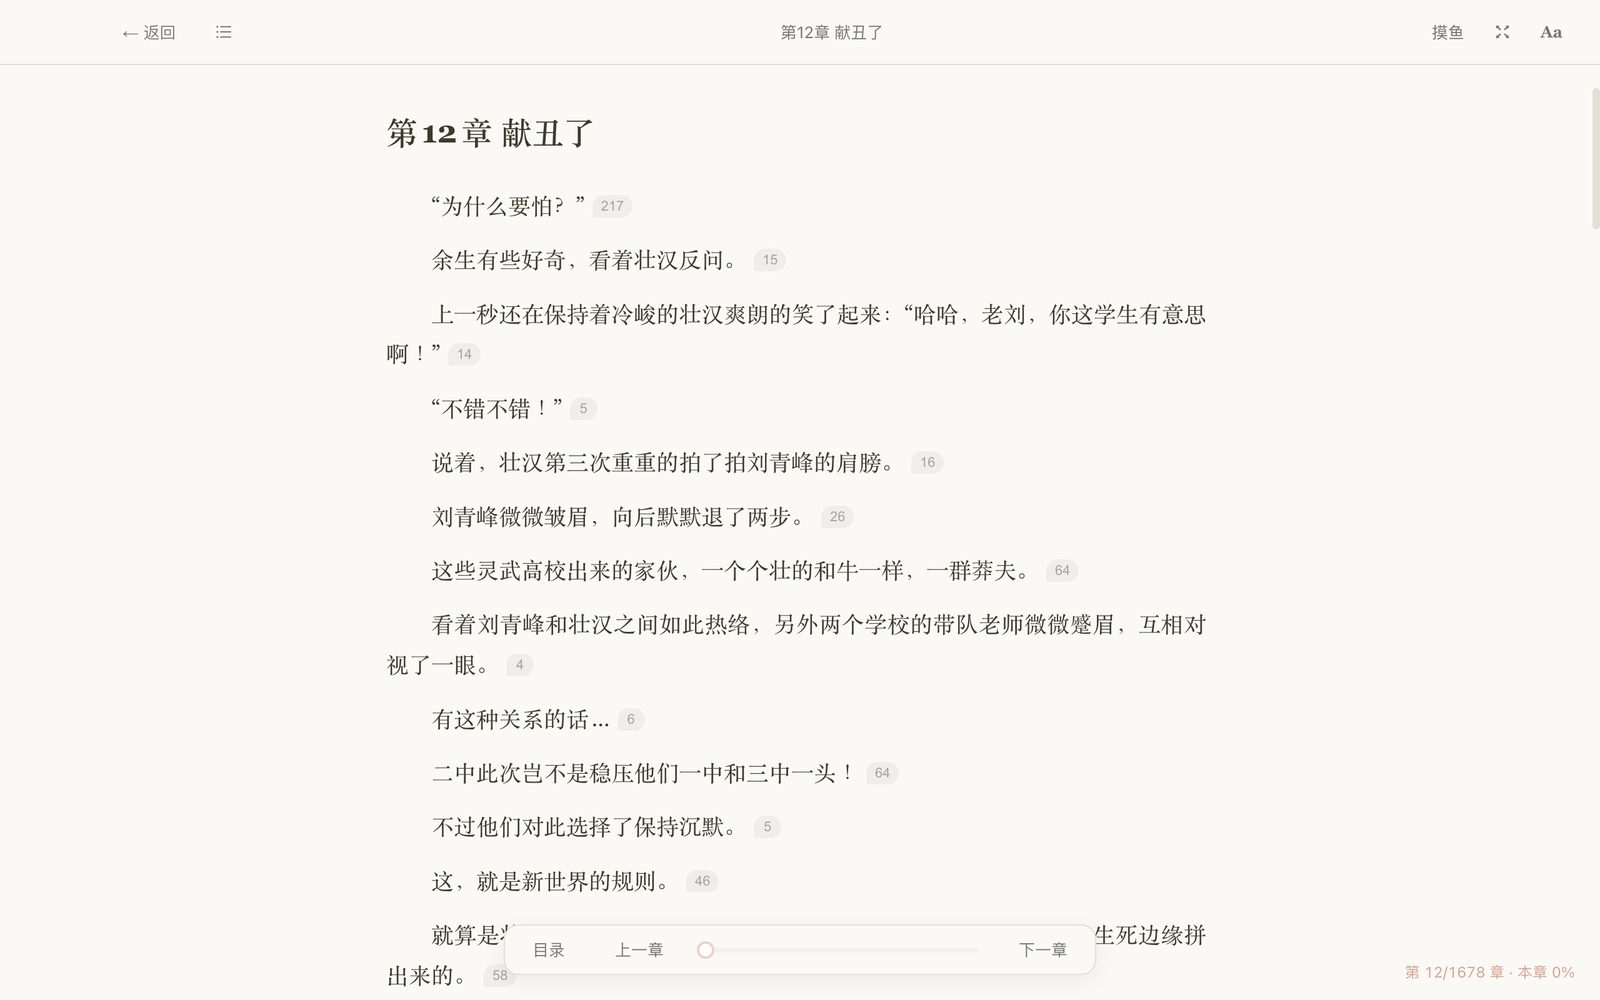 ← 返回
第12章 献丑了
摸鱼
Aa
第12章 献丑了
“为什么要怕？” 217
余生有些好奇，看着壮汉反问。 15
上一秒还在保持着冷峻的壮汉爽朗的笑了起来：“哈哈，老刘，你这学生有意思
啊！” 14
“不错不错！” 5
说着，壮汉第三次重重的拍了拍刘青峰的肩膀。 16
刘青峰微微皱眉，向后默默退了两步。 26
这些灵武高校出来的家伙，一个个壮的和牛一样，一群莽夫。 64
看着刘青峰和壮汉之间如此热络，另外两个学校的带队老师微微蹙眉，互相对
视了一眼。 4
有这种关系的话... 6
二中此次岂不是稳压他们一中和三中一头！ 64
不过他们对此选择了保持沉默。 5
这，就是新世界的规则。 46
就算是 生死边缘拼
出来的。 58
目录
上一章
下一章
第 12/1678 章 · 本章 0%